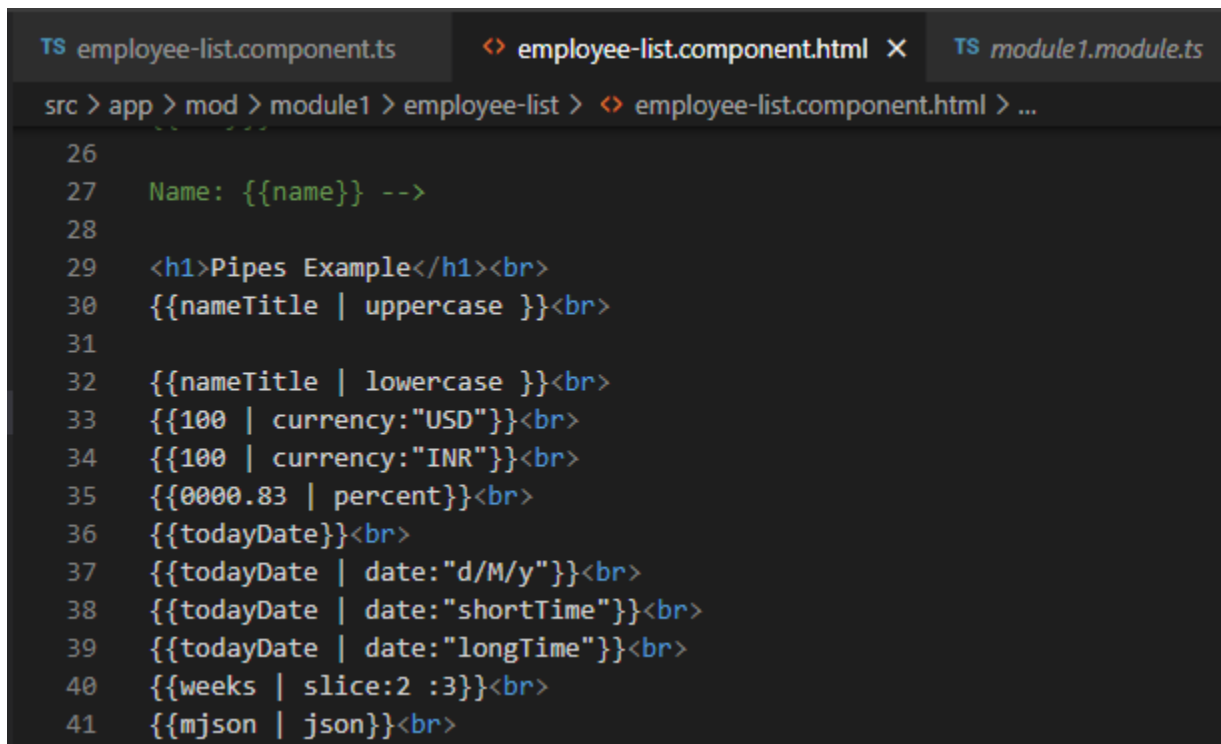 TS employee-list.component.ts <> employee-list.component.html × TS module1.module.ts
src > app > mod > module1 > employee-list > <> employee-list.component.html > ...
26
27 Name: {{name}} -->
28
29 <h1>Pipes Example</h1><br>
30 {{nameTitle | uppercase }}<br>
31
32 {{nameTitle | lowercase }}<br>
33 {{100 | currency:"USD"}}<br>
34 {{100 | currency:"INR"}}<br>
35 {{0000.83 | percent}}<br>
36 {{todayDate}}<br>
37 {{todayDate | date:"d/M/y"}}<br>
38 {{todayDate | date:"shortTime"}}<br>
39 {{todayDate | date:"longTime"}}<br>
40 {{weeks | slice:2 :3}}<br>
41 {{mjson | json}}<br>